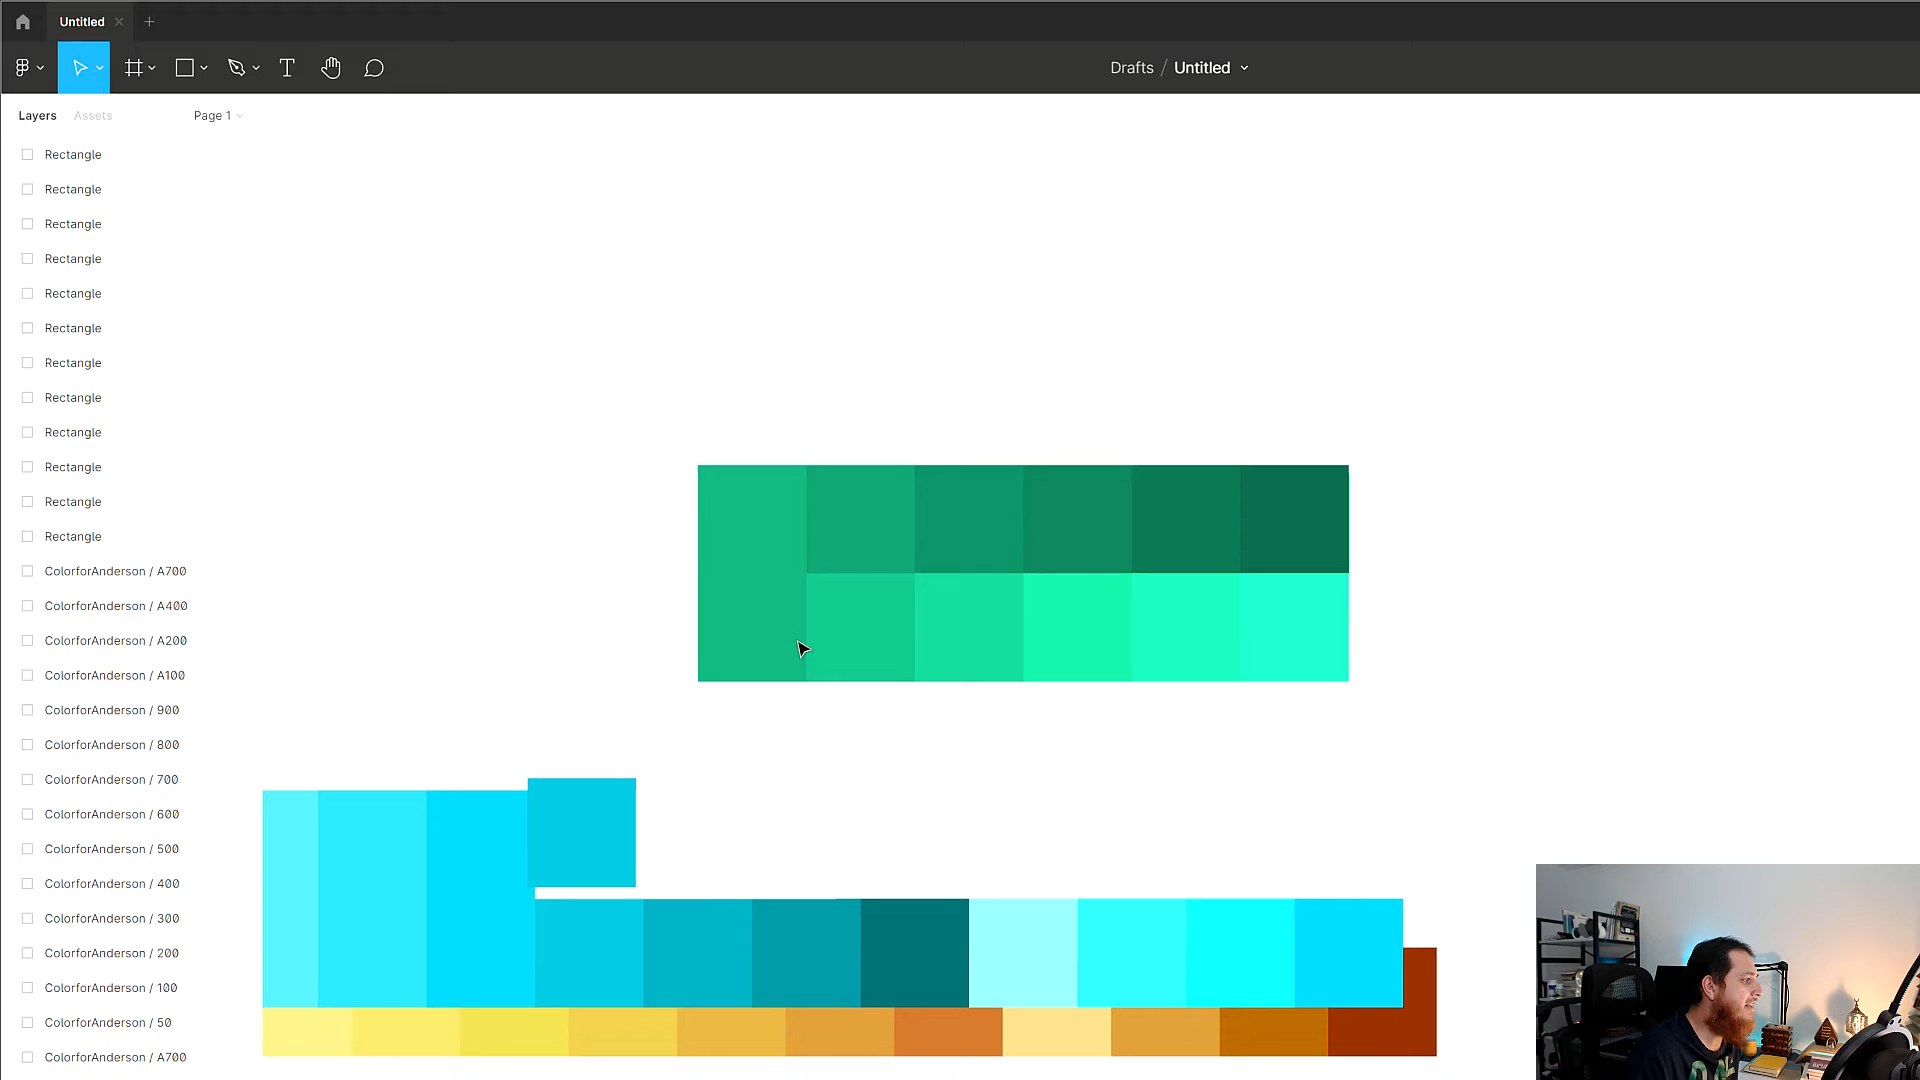 Untitled
Drafts / Untitled
Layers Assets Page 1
Rectangle
Rectangle
Rectangle
Rectangle
Rectangle
Rectangle
Rectangle
Rectangle
Rectangle
Rectangle
Rectangle
Rectangle
ColorforAnderson / A700
ColorforAnderson / A400
ColorforAnderson / A200
ColorforAnderson / A100
ColorforAnderson / 900
ColorforAnderson / 800
ColorforAnderson / 700
ColorforAnderson / 600
ColorforAnderson / 500
ColorforAnderson / 400
ColorforAnderson / 300
ColorforAnderson / 200
ColorforAnderson / 100
ColorforAnderson / 50
ColorforAnderson / A700